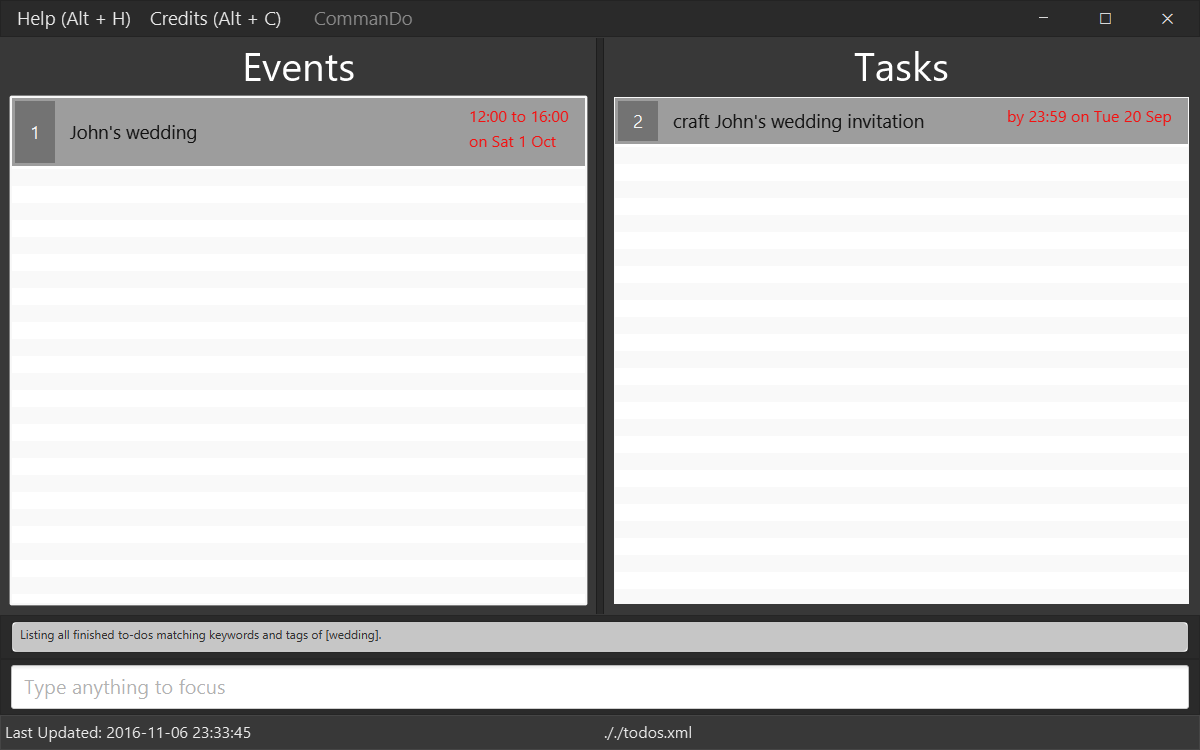 Help (Alt + H) Credits (Alt + C) CommanDo
Events
1 John's wedding
12:00 to 16:00
on Sat 1 Oct
Tasks
2 craft John's wedding invitation by 23:59 on Tue 20 Sep
Listing all finished to-dos matching keywords and tags of [wedding].
Type anything to focus
Last Updated: 2016-11-06 23:33:45 ././todos.xml